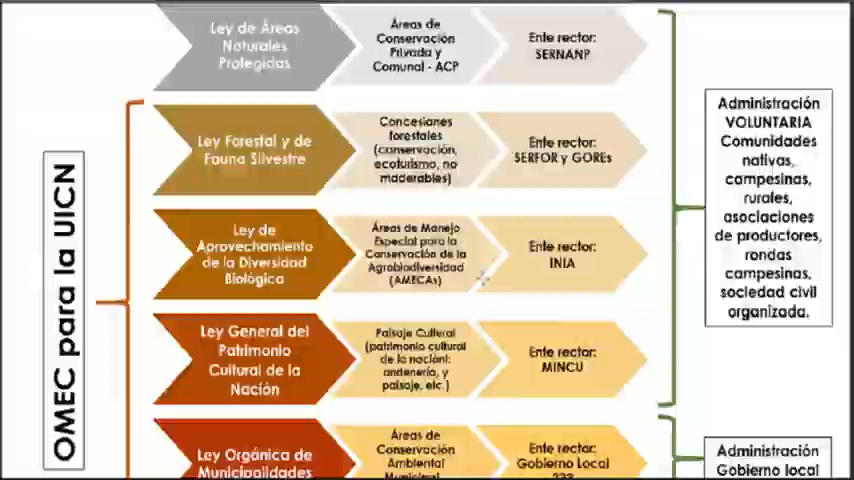 OMEC para la UICN
Ley de Áreas
Naturales
Protegidas
Áreas de
Conservación
Privada y
Comunal - ACP
Ente rector:
SERNANP
Ley Forestal y de
Fauna Silvestre
Concesiones
forestales
(conservación,
ecoturismo, no
maderables)
Ente rector:
SERFOR y GOREs
Ley de
Aprovechamiento
de la Diversidad
Biológica
Áreas de Manejo
Especial para la
Conservación de la
Agrobiodiversidad
(AMECAs)
Ente rector:
INIA
Ley General del
Patrimonio
Cultural de la
Nación
Paisaje Cultural
(patrimonio cultural
de la nación:
andenería, y
paisaje, etc.)
Ente rector:
MINCU
Ley Orgánica de
Municipalidades
Áreas de
Conservación
Ambiental
Municipal
Ente rector:
Gobierno Local
???
Administración
VOLUNTARIA
Comunidades
nativas,
campesinas,
rurales,
asociaciones
de productores,
rondas
campesinas,
sociedad civil
organizada.
Administración
Gobierno local